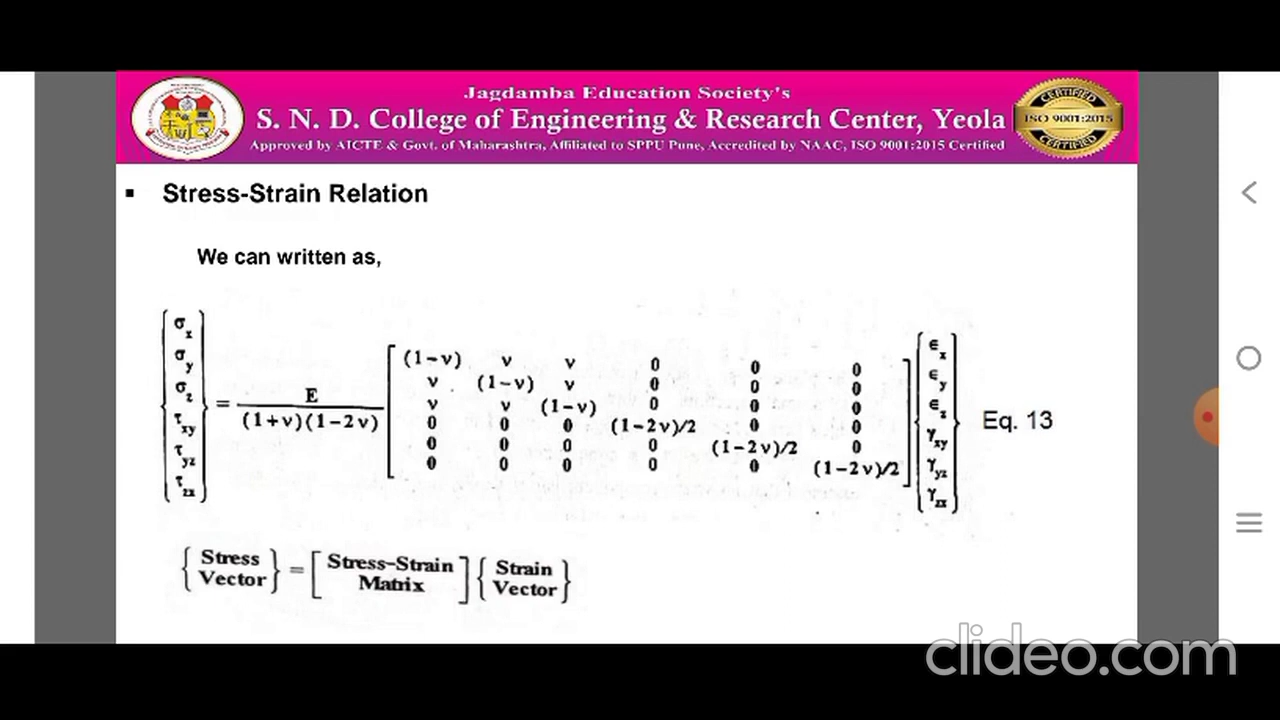 Jagdamba Education Society's
S. N. D. College of Engineering & Research Center, Yeola
Approved by AICTE & Govt. of Maharashtra, Affiliated to SPPU Pune, Accredited by NAAC, ISO 9001:2015 Certified
CERTIFIED
ISO 9001:2015
CERTIFIED
▪ Stress-Strain Relation
We can written as,
{σx σy σz τxy τyz τzx} = E / (1+ν)(1−2ν)
[(1−ν) ν ν 0 0 0
ν (1−ν) ν 0 0 0
ν ν (1−ν) 0 0 0
0 0 0 (1−2ν)/2 0 0
0 0 0 0 (1−2ν)/2 0
0 0 0 0 0 (1−2ν)/2]
{ϵx ϵy ϵz γxy γyz γzx} Eq. 13
{Stress Vector} = [Stress-Strain Matrix] {Strain Vector}
clideo.com